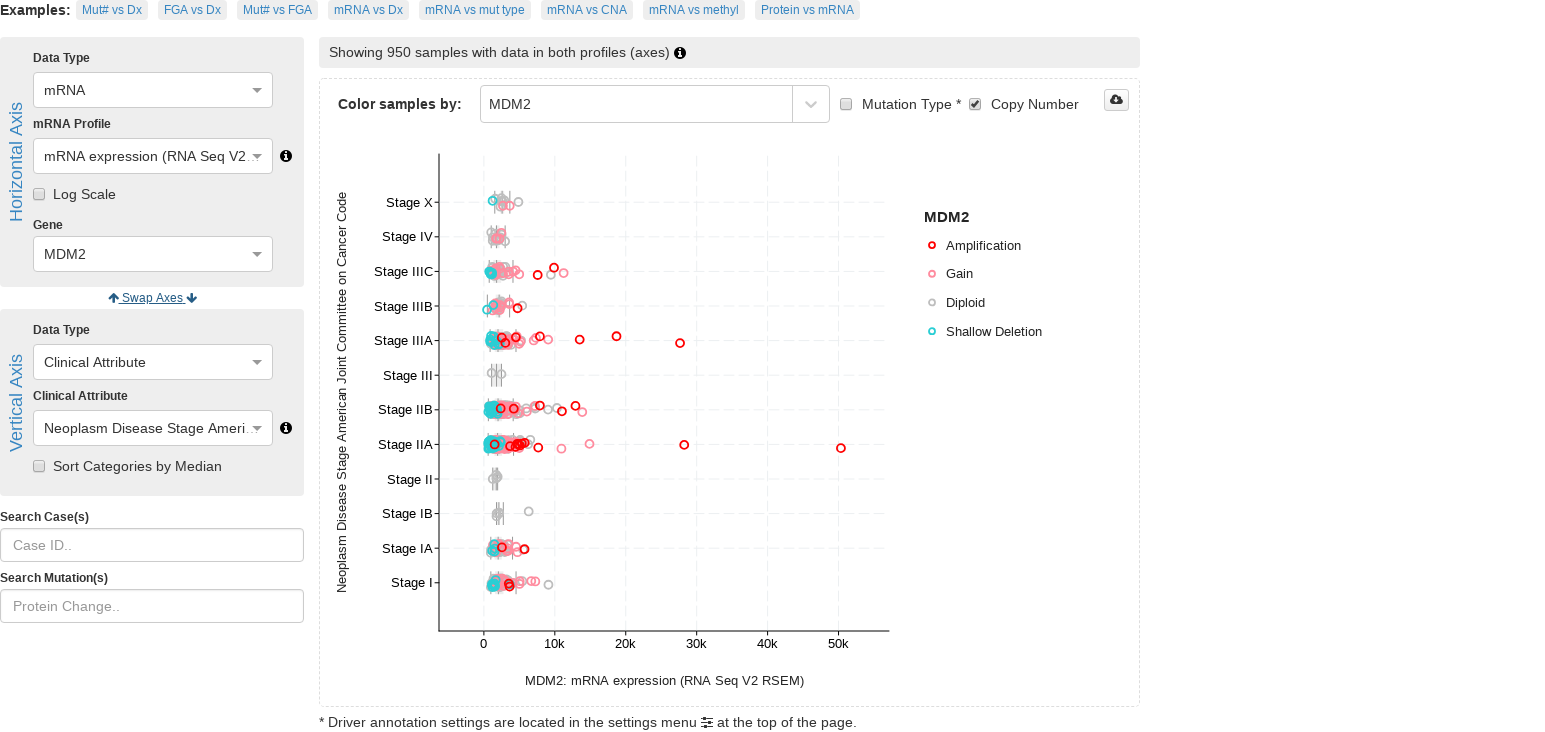 Examples: Mut# vs Dx FGA vs Dx Mut# vs FGA mRNA vs Dx mRNA vs mut type mRNA vs CNA mRNA vs methyl Protein vs mRNA
Horizontal Axis
Data Type
mRNA
mRNA Profile
mRNA expression (RNA Seq V2...
Log Scale
Gene
MDM2
Swap Axes
Vertical Axis
Data Type
Clinical Attribute
Clinical Attribute
Neoplasm Disease Stage Ameri...
Sort Categories by Median
Search Case(s)
Case ID..
Search Mutation(s)
Protein Change..
Showing 950 samples with data in both profiles (axes)
Color samples by: MDM2 Mutation Type * Copy Number
Neoplasm Disease Stage American Joint Committee on Cancer Code
Stage X
Stage IV
Stage IIIC
Stage IIIB
Stage IIIA
Stage III
Stage IIB
Stage IIA
Stage II
Stage IB
Stage IA
Stage I
0 10k 20k 30k 40k 50k
MDM2: mRNA expression (RNA Seq V2 RSEM)
MDM2
Amplification
Gain
Diploid
Shallow Deletion
* Driver annotation settings are located in the settings menu at the top of the page.